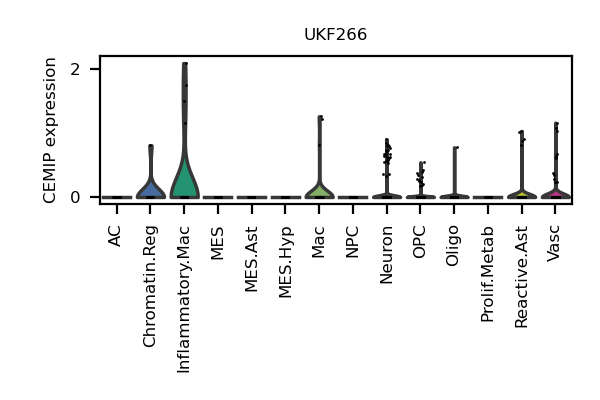 UKF266
CEMIP expression
2
0
AC
Chromatin.Reg
Inflammatory.Mac
MES
MES.Ast
MES.Hyp
Mac
NPC
Neuron
OPC
Oligo
Prolif.Metab
Reactive.Ast
Vasc